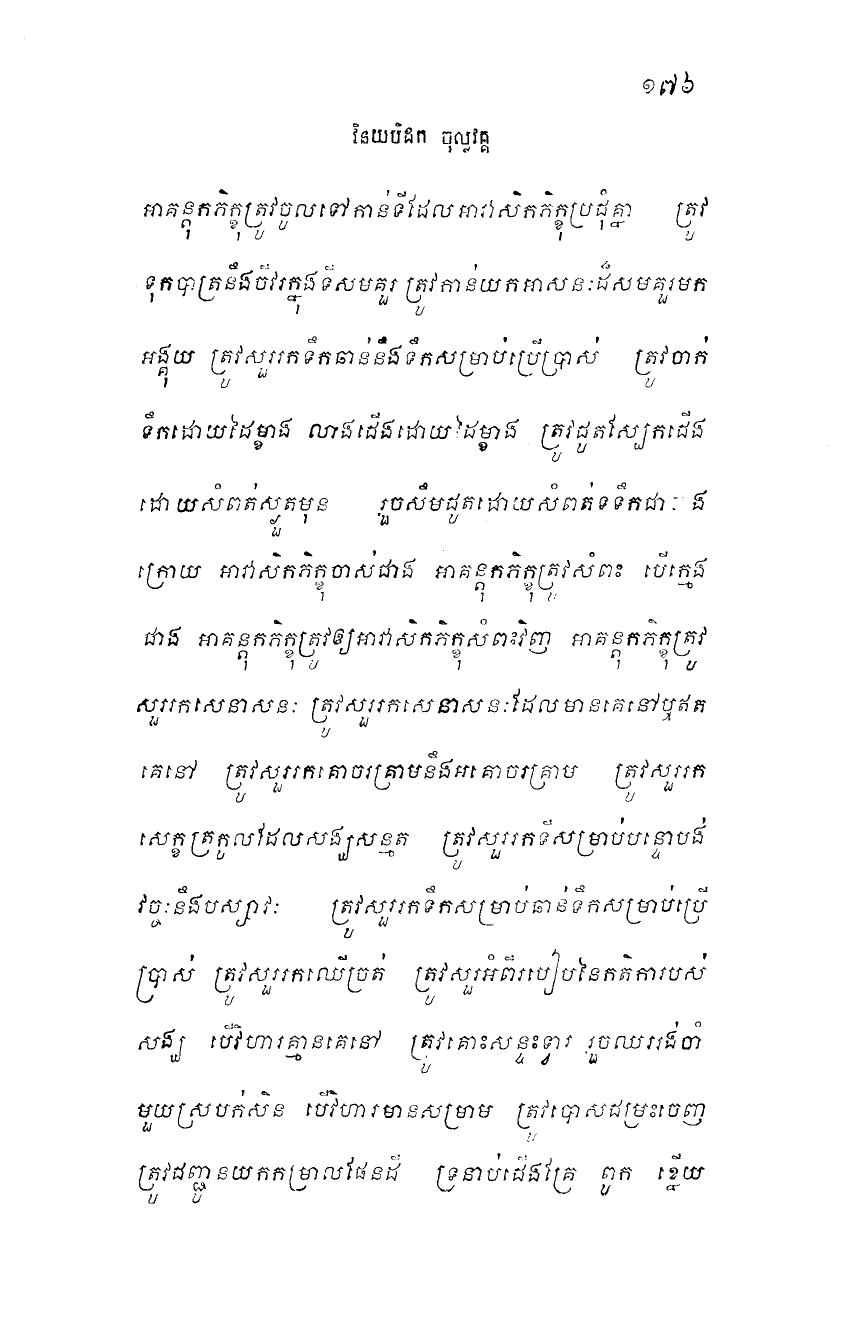 ១៧៦
វិនយបិដក ចុល្លវគ្គ
អាគន្តុកភិក្ខុត្រូវចូលទៅកាន់ទីដែលអាវាសិកភិក្ខុប្រជុំគ្នា ត្រូវ
ទុកបាត្រនឹងចីវរក្នុងទីសមគួរ ត្រូវកាន់យកអាសនៈដ៏សមគួរមក
អង្គុយ ត្រូវសួររកទឹកឆាន់នឹងទឹកសម្រាប់ប្រើប្រាស់ ត្រូវចាក់
ទឹកដោយដៃម្ខាង លាងជើងដោយដៃម្ខាង ត្រូវជូតស្បែកជើង
ដោយសំពត់ស្ងួតមុន រួចសឹមជូតដោយសំពត់ទទឹកជាខាង
ក្រោយ អាវាសិកភិក្ខុចាស់ជាង អាគន្តុកភិក្ខុត្រូវសំពះ បើក្មេង
ជាង អាគន្តុកភិក្ខុត្រូវឲ្យអាវាសិកភិក្ខុសំពះវិញ អាគន្តុកភិក្ខុត្រូវ
សួររកសេនាសនៈ ត្រូវសួររកសេនាសនៈដែលមានគេនៅឬឥត
គេនៅ ត្រូវសួររកគោចរគ្រាមនឹងអគោចរគ្រាម ត្រូវសួររក
សេក្ខត្រកូលដែលសង្ឃសន្មត ត្រូវសួររកទីសម្រាប់បន្ទោបង់
វច្ចៈនឹងបស្សាវៈ ត្រូវសួររកទឹកសម្រាប់ឆាន់ទឹកសម្រាប់ប្រើ
ប្រាស់ ត្រូវសួររកឈើច្រត់ ត្រូវសួរអំពីរបៀបនៃកតិការបស់
សង្ឃ បើវិហារគ្មានគេនៅ ត្រូវគោះសន្ទះទ្វារ រួចឈររង់ចាំ
មួយស្របក់សិន បើវិហារមានសម្រាម ត្រូវបោសជម្រះចេញ
ត្រូវជញ្ជូនយកកម្រាលផែនដី ទ្រនាប់ជើងគ្រែ ពូក ខ្នើយ